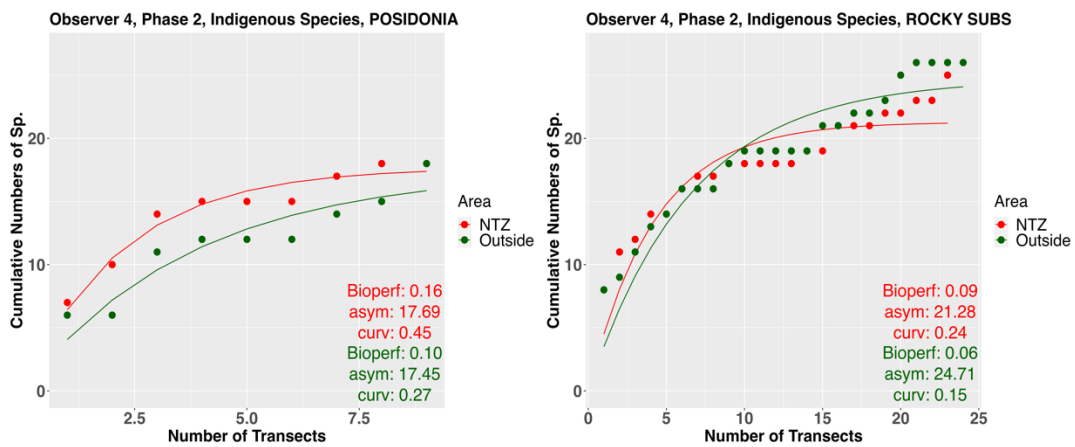 Observer 4, Phase 2, Indigenous Species, POSIDONIA
Cumulative Numbers of Sp.
20
10
0
2.5
5.0
7.5
Number of Transects
Area
NTZ
Outside
Bioperf: 0.16
asym: 17.69
curv: 0.45
Bioperf: 0.10
asym: 17.45
curv: 0.27
Observer 4, Phase 2, Indigenous Species, ROCKY SUBS
Cumulative Numbers of Sp.
20
10
0
0
5
10
15
20
25
Number of Transects
Area
NTZ
Outside
Bioperf: 0.09
asym: 21.28
curv: 0.24
Bioperf: 0.06
asym: 24.71
curv: 0.15